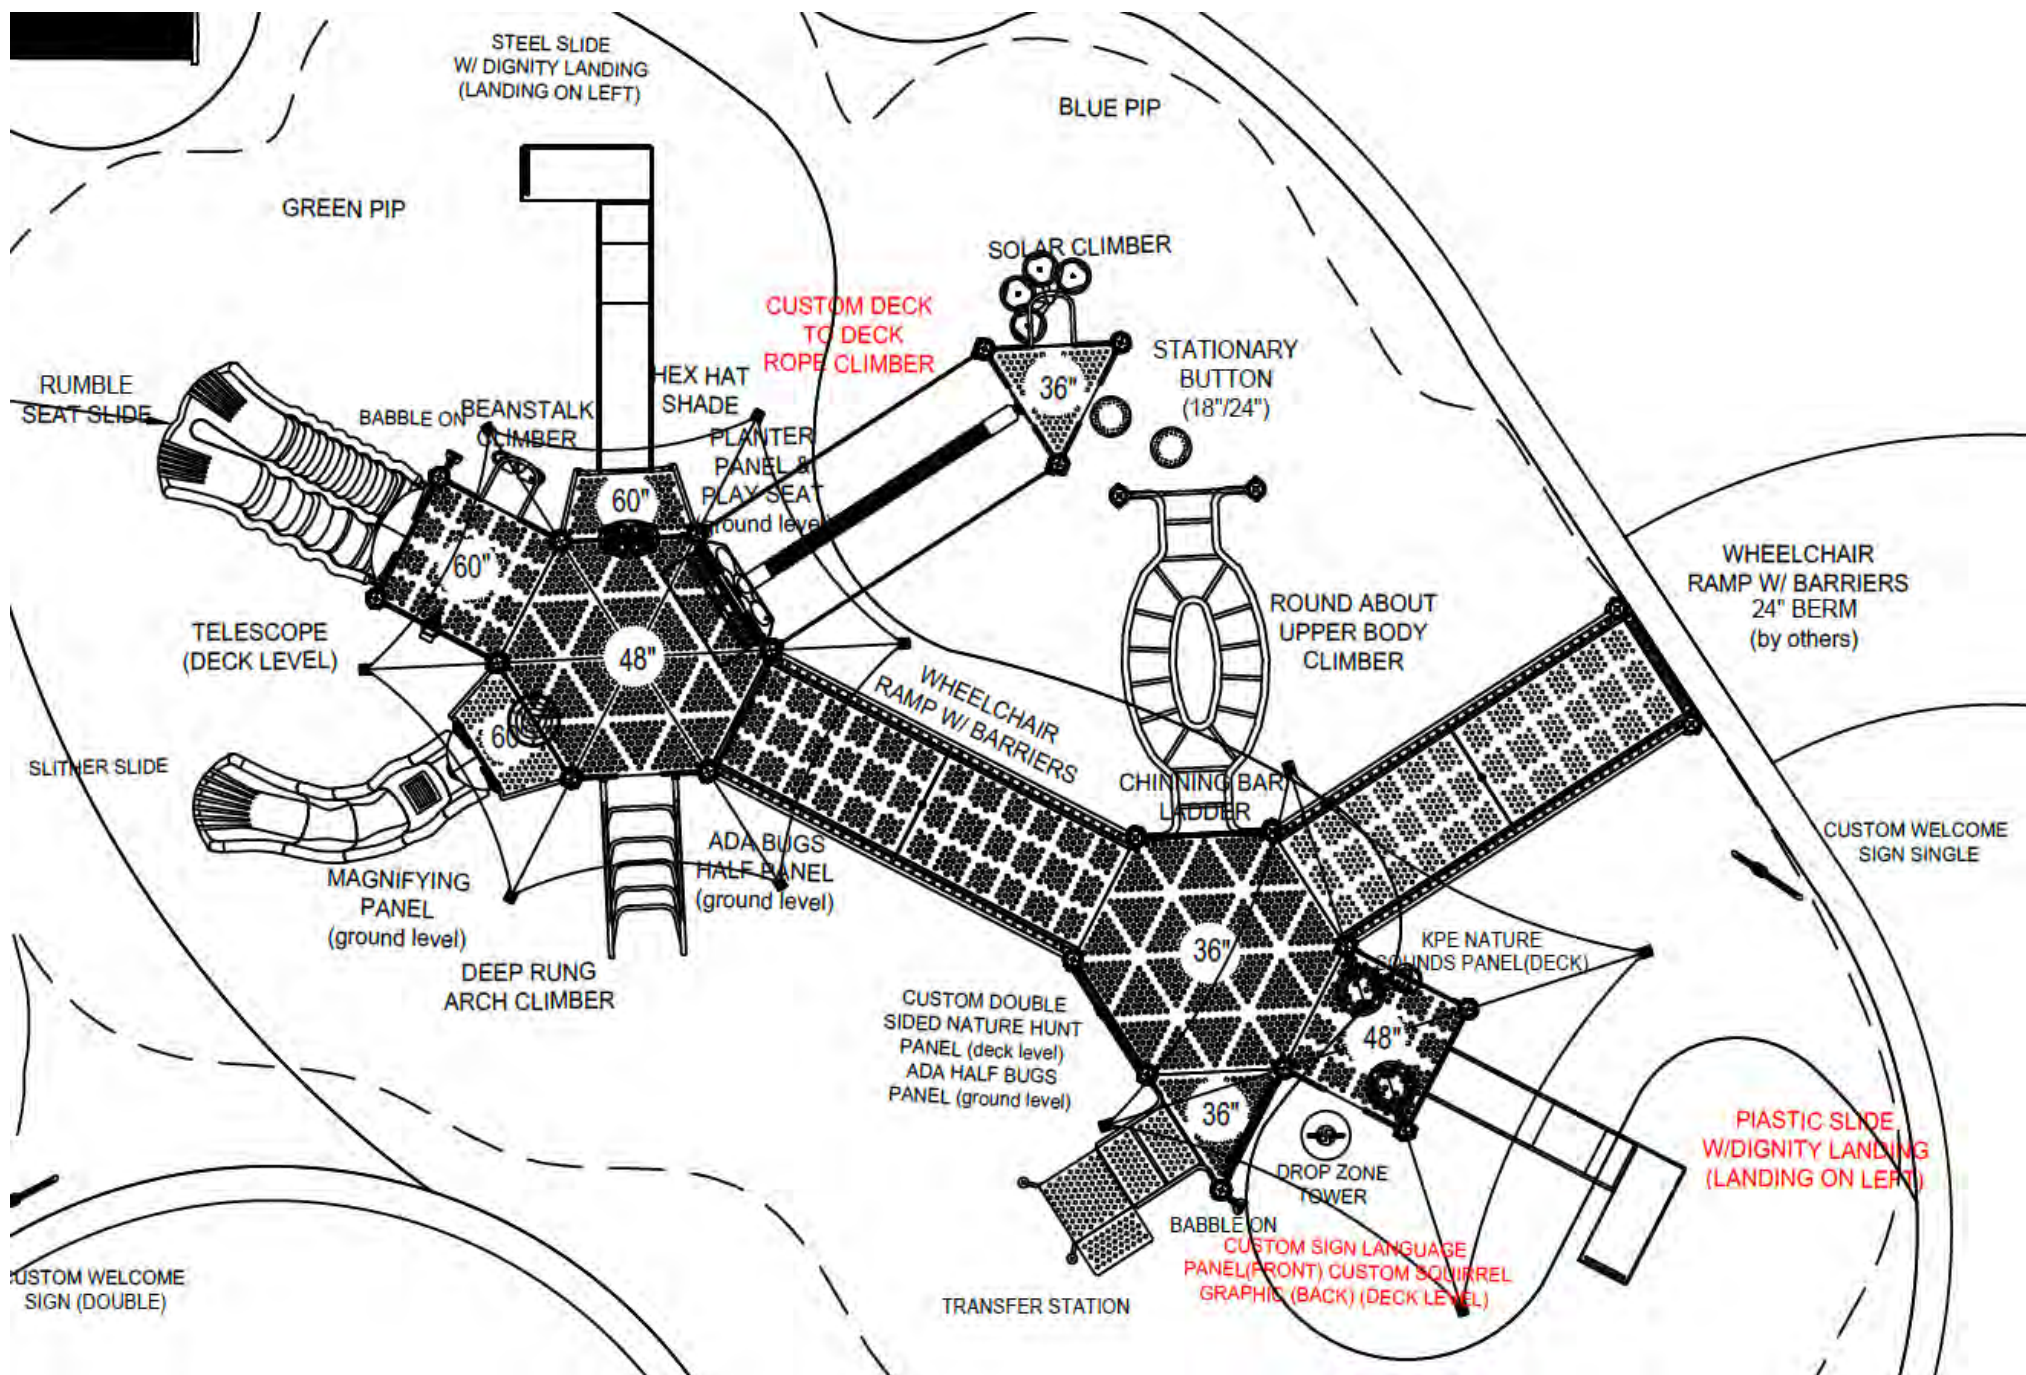 STEEL SLIDE
W/ DIGNITY LANDING
(LANDING ON LEFT)
BLUE PIP
GREEN PIP
SOLAR CLIMBER
CUSTOM DECK
TO DECK
ROPE CLIMBER
STATIONARY
BUTTON
(18"/24")
36"
RUMBLE
SEAT SLIDE
BABBLE ON
BEANSTALK
CLIMBER
HEX HAT
SHADE
PLANTER
PANEL &
PLAY SEAT
(ground level)
60"
60"
48"
60"
TELESCOPE
(DECK LEVEL)
SLITHER SLIDE
WHEELCHAIR
RAMP W/ BARRIERS
ROUND ABOUT
UPPER BODY
CLIMBER
WHEELCHAIR
RAMP W/ BARRIERS
24" BERM
(by others)
CHINNING BAR
LADDER
CUSTOM WELCOME
SIGN SINGLE
MAGNIFYING
PANEL
(ground level)
ADA BUGS
HALF PANEL
(ground level)
DEEP RUNG
ARCH CLIMBER
36"
KPE NATURE
SOUNDS PANEL(DECK)
48"
CUSTOM DOUBLE
SIDED NATURE HUNT
PANEL (deck level)
ADA HALF BUGS
PANEL (ground level)
36"
DROP ZONE
TOWER
PIASTIC SLIDE
W/DIGNITY LANDING
(LANDING ON LEFT)
BABBLE ON
CUSTOM SIGN LANGUAGE
PANEL(FRONT) CUSTOM SQUIRREL
GRAPHIC (BACK) (DECK LEVEL)
TRANSFER STATION
CUSTOM WELCOME
SIGN (DOUBLE)